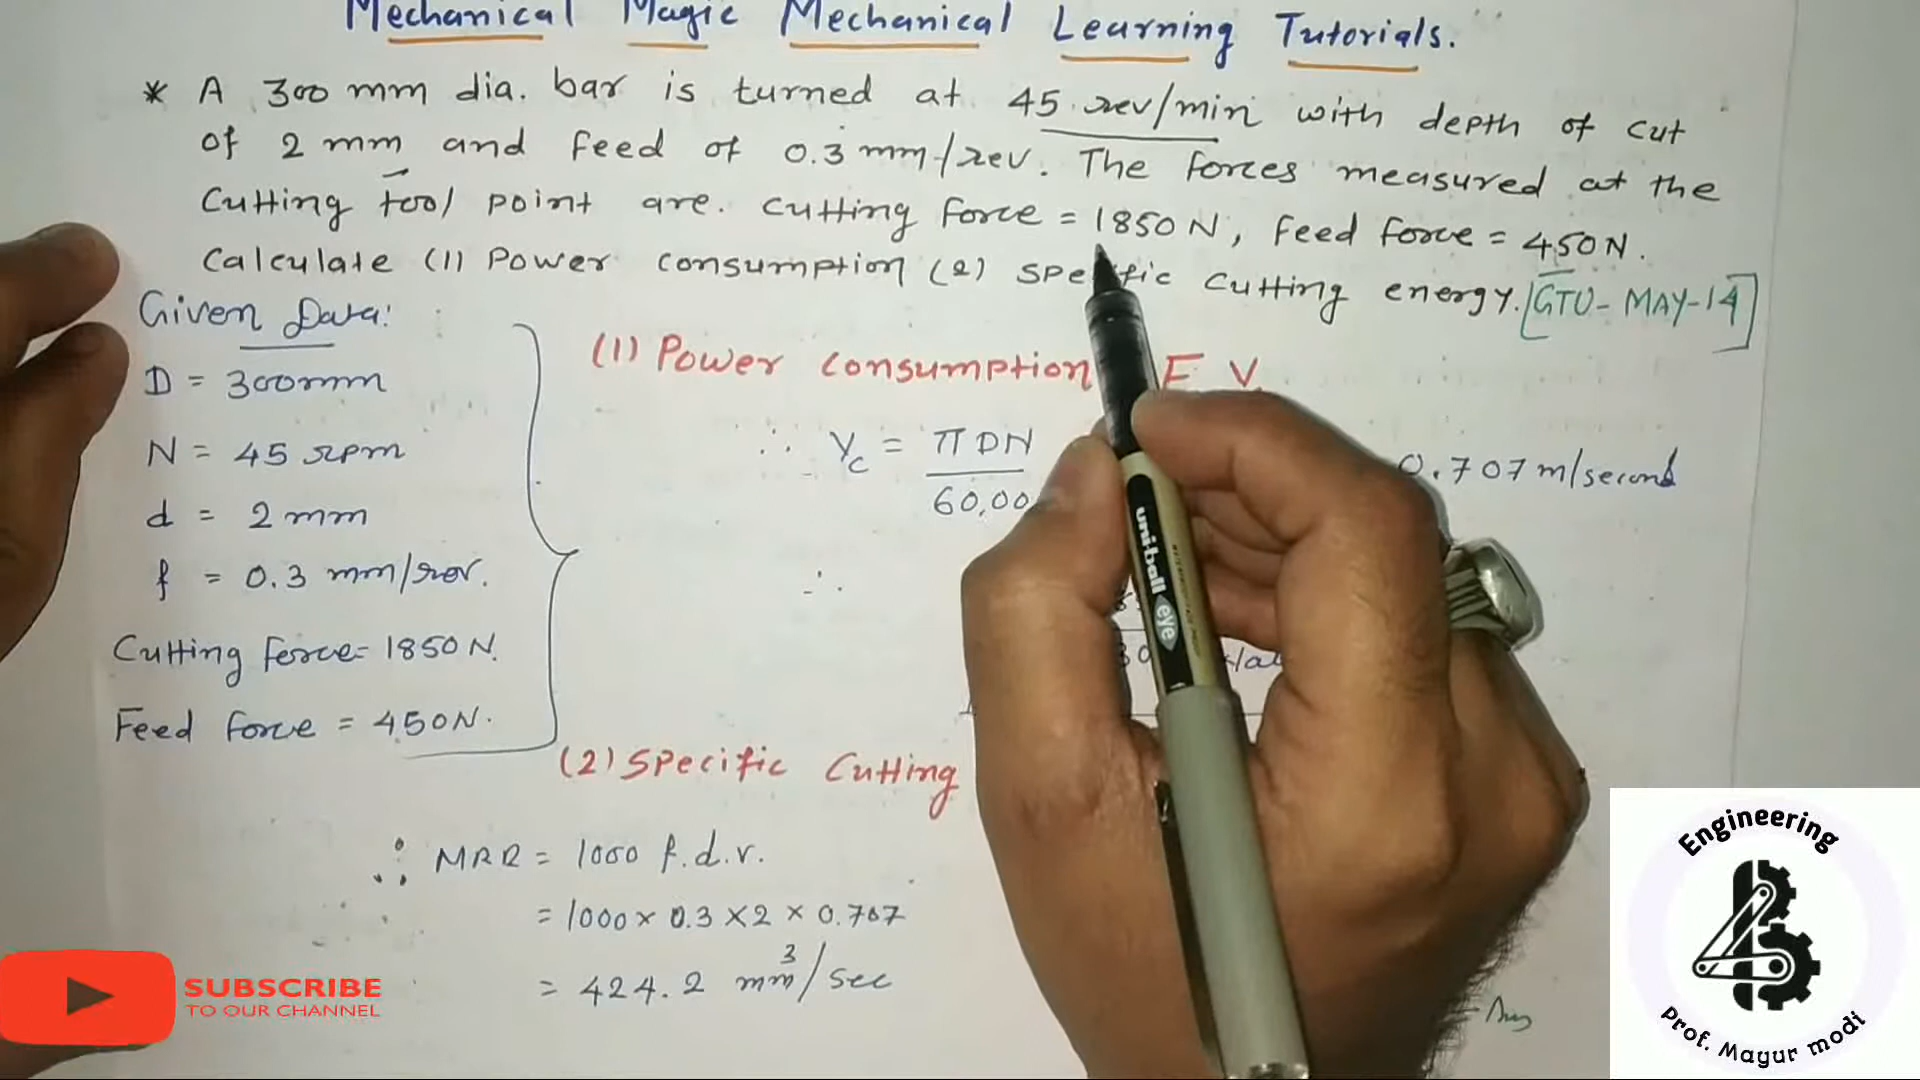 Mechanical Magic Mechanical Learning Tutorials.
* A 300 mm dia. bar is turned at 45 rev/min with depth of cut
of 2 mm and feed of 0.3 mm/rev. The forces measured at the
Cutting tool point are. Cutting force = 1850 N, Feed force = 450 N.
Calculate (1) Power consumption (2) Specific Cutting energy. [GTU-MAY-14]
Given Data:
D = 300mm
N = 45 rpm
d = 2 mm
f = 0.3 mm/rev.
Cutting force = 1850 N.
Feed force = 450N.
(1) Power consumption F V
∴ Vc = πDN
60,00
0.707 m/second
∴
(2) Specific Cutting
∴ MRR = 1000 f.d.v.
= 1000 × 0.3 × 2 × 0.707
= 424.2 mm³/sec
Ans
uni-ball
eye
SUBSCRIBE
TO OUR CHANNEL
Engineering
Prof. Mayur modi